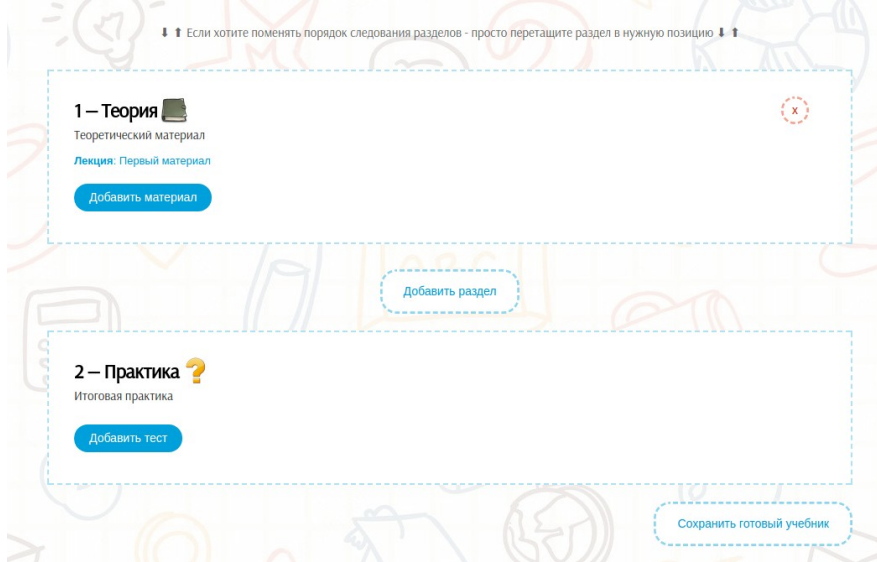 ⬇ ⬆ Если хотите поменять порядок следования разделов - просто перетащите раздел в нужную позицию ⬇ ⬆
1 — Теория
x
Теоретический материал
Лекция: Первый материал
Добавить материал
Добавить раздел
2 — Практика ❓
Итоговая практика
Добавить тест
Сохранить готовый учебник